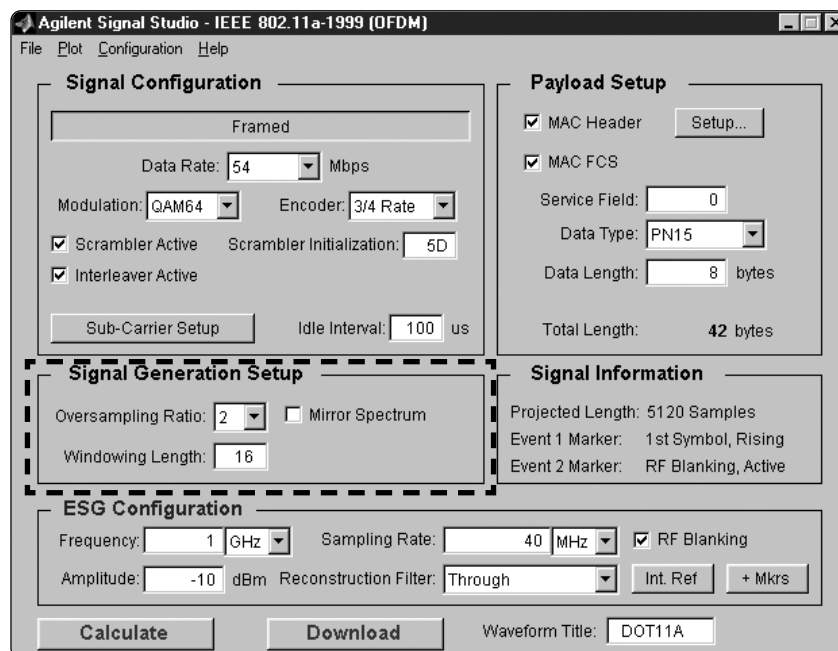 Agilent Signal Studio - IEEE 802.11a-1999 (OFDM)
File Plot Configuration Help
Signal Configuration
Framed
Data Rate: 54 Mbps
Modulation: QAM64 Encoder: 3/4 Rate
Scrambler Active Scrambler Initialization: 5D
Interleaver Active
Sub-Carrier Setup Idle Interval: 100 us
Payload Setup
MAC Header Setup...
MAC FCS
Service Field: 0
Data Type: PN15
Data Length: 8 bytes
Total Length: 42 bytes
Signal Generation Setup
Oversampling Ratio: 2 Mirror Spectrum
Windowing Length: 16
Signal Information
Projected Length: 5120 Samples
Event 1 Marker: 1st Symbol, Rising
Event 2 Marker: RF Blanking, Active
ESG Configuration
Frequency: 1 GHz Sampling Rate: 40 MHz RF Blanking
Amplitude: -10 dBm Reconstruction Filter: Through Int. Ref + Mkrs
Calculate Download Waveform Title: DOT11A